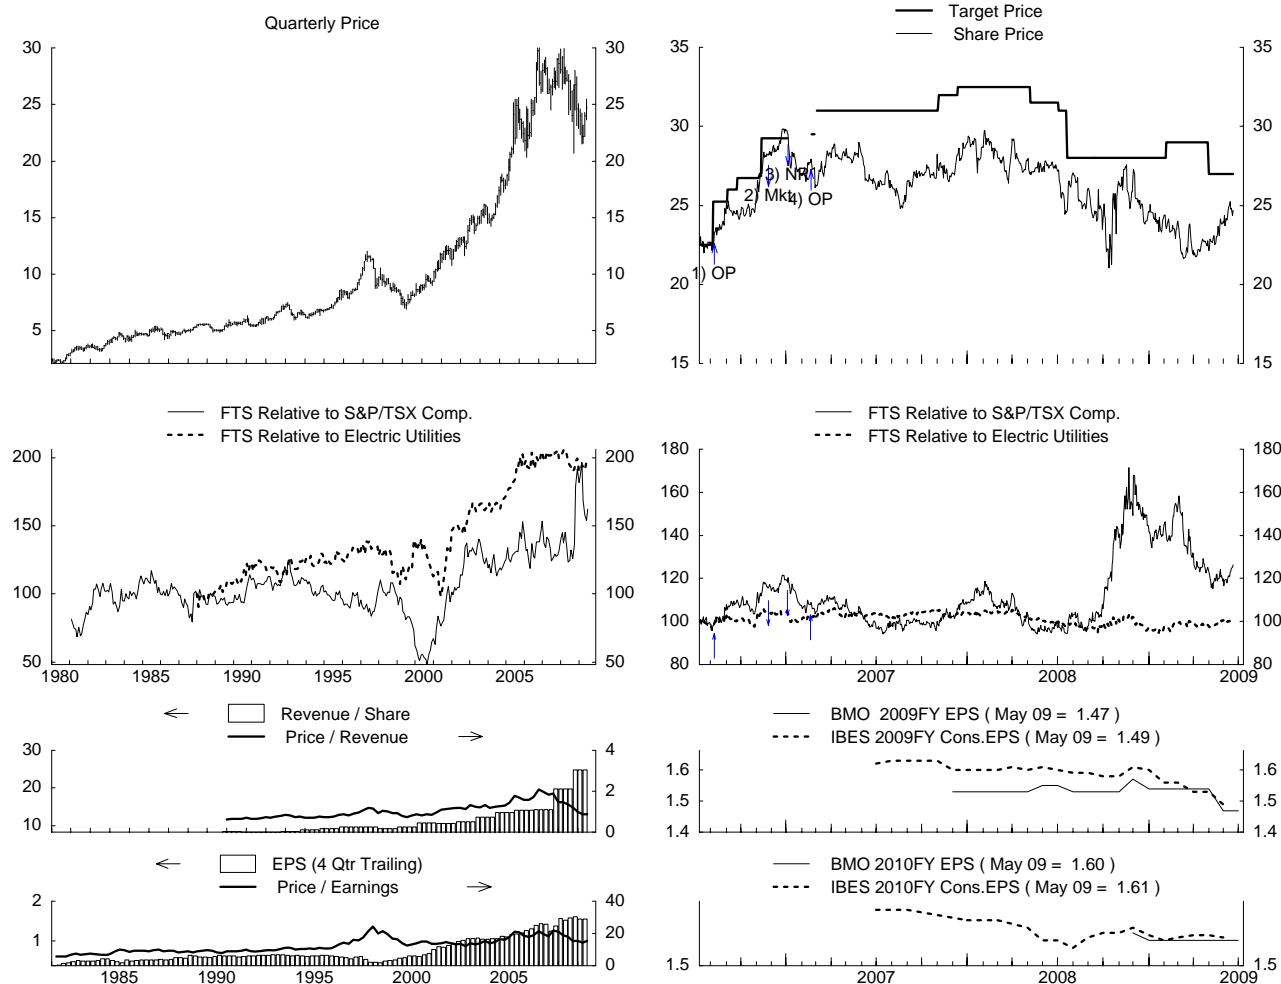 Quarterly Price
30 30
25 25
20 20
15 15
10 10
5 5
Target Price
Share Price
35 35
30 30
25 25
20 20
15 15
1) OP
2) Mkt
3) NR
4) OP
FTS Relative to S&P/TSX Comp.
FTS Relative to Electric Utilities
200 200
150 150
100 100
50 50
1980 1985 1990 1995 2000 2005
FTS Relative to S&P/TSX Comp.
FTS Relative to Electric Utilities
180 180
160 160
140 140
120 120
100 100
80 80
2007 2008 2009
Revenue / Share
Price / Revenue
30 4
20 2
10 0
BMO 2009FY EPS ( May 09 = 1.47 )
IBES 2009FY Cons.EPS ( May 09 = 1.49 )
1.6 1.6
1.5 1.5
1.4 1.4
EPS (4 Qtr Trailing)
Price / Earnings
2 40
1 20
0
1985 1990 1995 2000 2005
BMO 2010FY EPS ( May 09 = 1.60 )
IBES 2010FY Cons.EPS ( May 09 = 1.61 )
1.5 1.5
2007 2008 2009